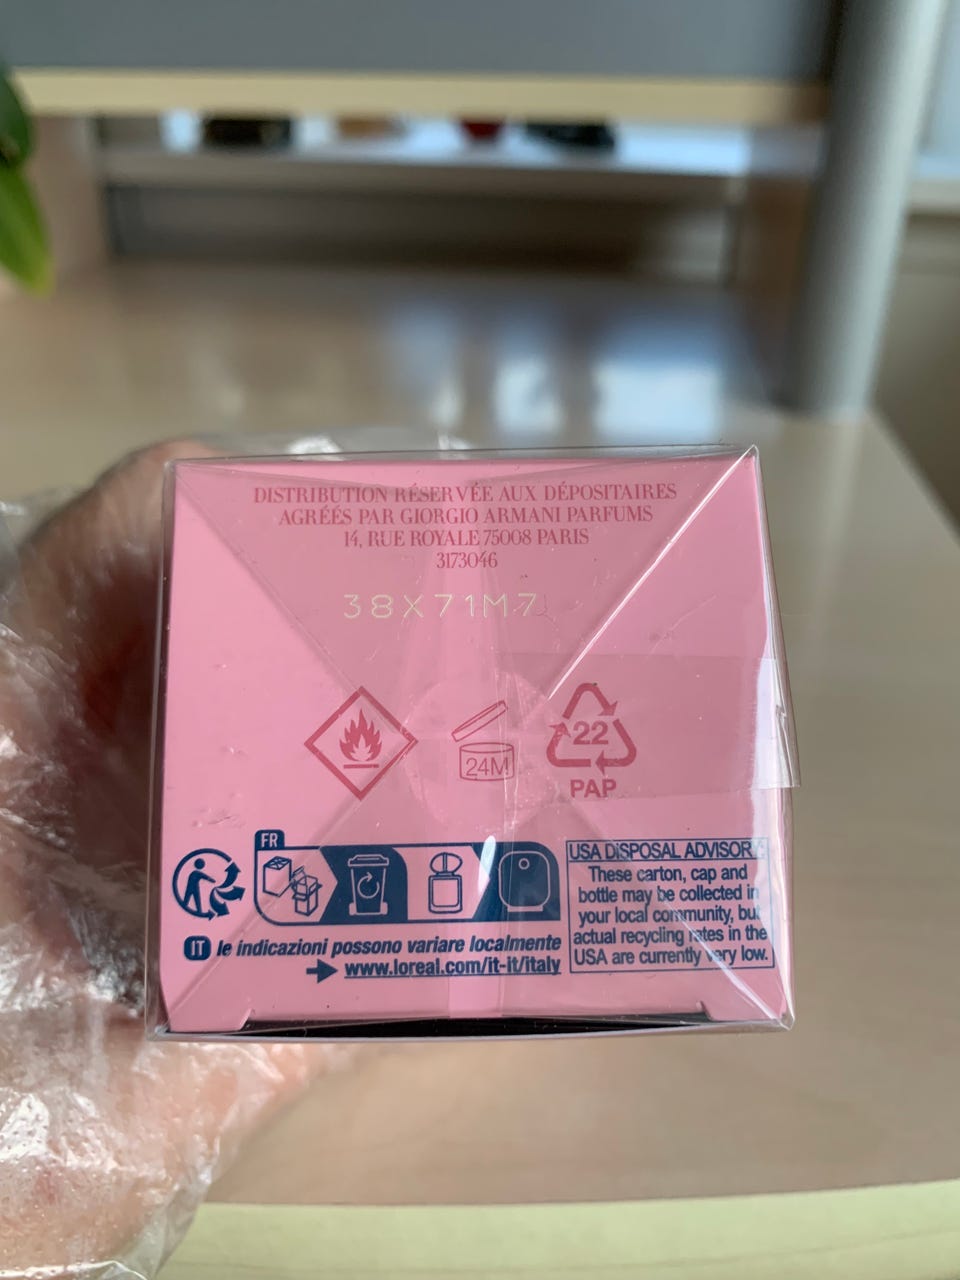 DISTRIBUTION RÉSERVÉE AUX DÉPOSITAIRES
AGRÉÉS PAR GIORGIO ARMANI PARFUMS
14, RUE ROYALE 75008 PARIS
3173046
38X71M7
24M
22
PAP
FR
IT le indicazioni possono variare localmente
www.loreal.com/it-it/italy
USA DISPOSAL ADVISORY:
These carton, cap and
bottle may be collected in
your local community, but
actual recycling rates in the
USA are currently very low.